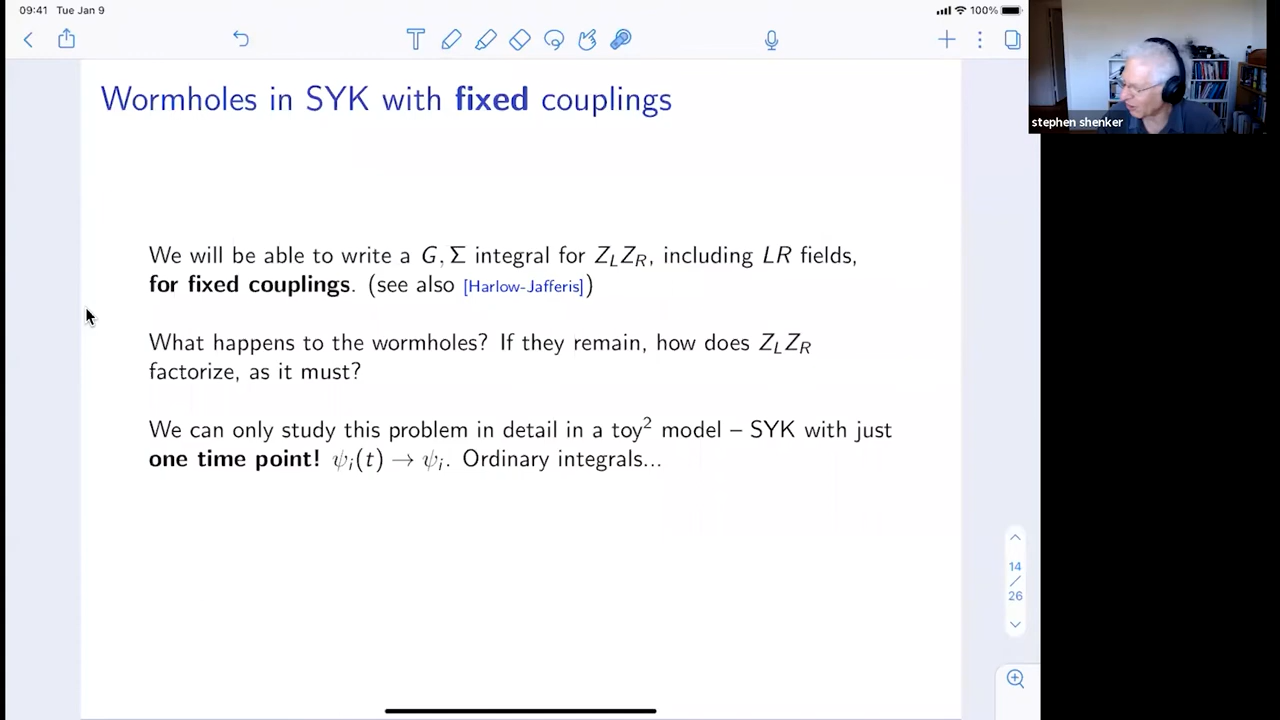 09:41 Tue Jan 9
100%
stephen shenker
Wormholes in SYK with fixed couplings
We will be able to write a G, Σ integral for Z_L Z_R, including LR fields,
for fixed couplings. (see also [Harlow-Jafferis])
What happens to the wormholes? If they remain, how does Z_L Z_R
factorize, as it must?
We can only study this problem in detail in a toy² model – SYK with just
one time point! ψ_i(t) → ψ_i. Ordinary integrals...
14
/
26